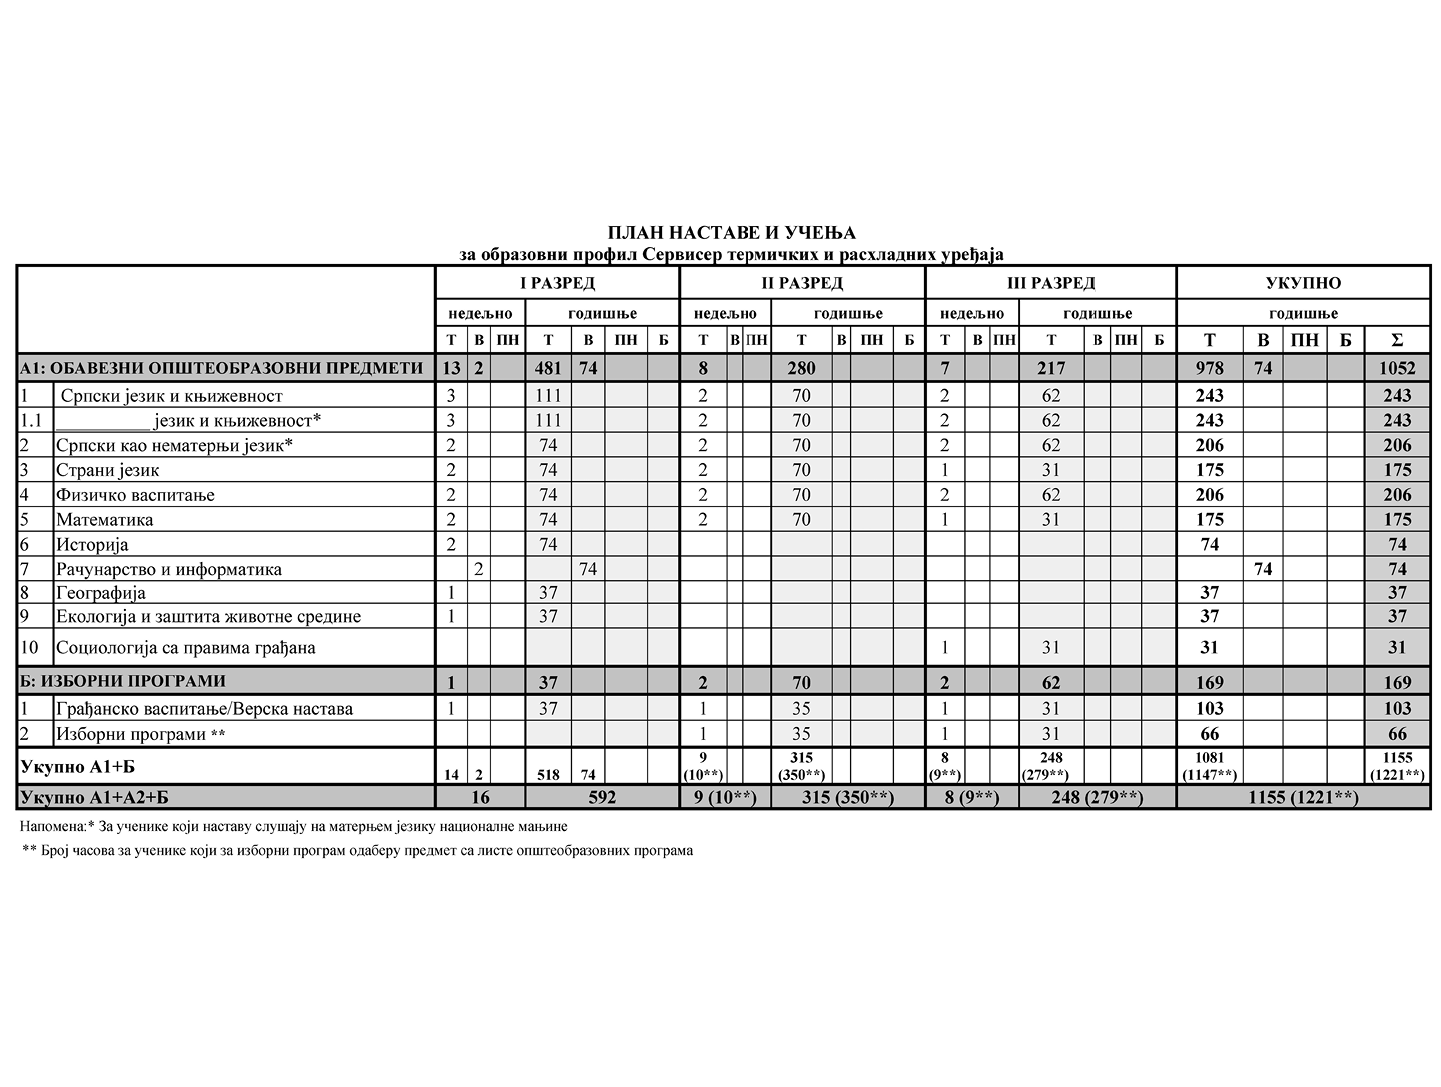 ПЛАН НАСТАВЕ И УЧЕЊА
за образовни профил Сервисер термичких и расхладних уређаја
I РАЗРЕД II РАЗРЕД III РАЗРЕД УКУПНО
недељно годишње недељно годишње недељно годишње годишње
Т В ПН Т В ПН Б Т В ПН Т В ПН Б Т В ПН Т В ПН Б Т В ПН Б Σ
А1: ОБАВЕЗНИ ОПШТЕОБРАЗОВНИ ПРЕДМЕТИ 13 2 481 74 8 280 7 217 978 74 1052
1 Српски језик и књижевност 3 111 2 70 2 62 243 243
1.1 __________ језик и књижевност* 3 111 2 70 2 62 243 243
2 Српски као нематерњи језик* 2 74 2 70 2 62 206 206
3 Страни језик 2 74 2 70 1 31 175 175
4 Физичко васпитање 2 74 2 70 2 62 206 206
5 Математика 2 74 2 70 1 31 175 175
6 Историја 2 74 74 74
7 Рачунарство и информатика 2 74 74 74
8 Географија 1 37 37 37
9 Екологија и заштита животне средине 1 37 37 37
10 Социологија са правима грађана 1 31 31 31
Б: ИЗБОРНИ ПРОГРАМИ 1 37 2 70 2 62 169 169
1 Грађанско васпитање/Верска настава 1 37 1 35 1 31 103 103
2 Изборни програми ** 1 35 1 31 66 66
Укупно А1+Б 14 2 518 74 9 (10**) 315 (350**) 8 (9**) 248 (279**) 1081 (1147**) 1155 (1221**)
Укупно А1+А2+Б 16 592 9 (10**) 315 (350**) 8 (9**) 248 (279**) 1155 (1221**)
Напомена:* За ученике који наставу слушају на матерњем језику националне мањине
** Број часова за ученике који за изборни програм одаберу предмет са листе општеобразовних програма